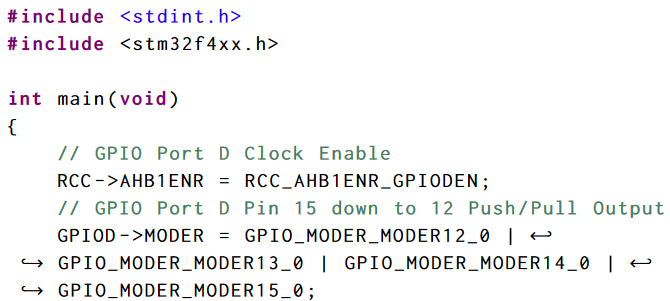 #include <stdint.h>
#include <stm32f4xx.h>
int main(void)
{
// GPIO Port D Clock Enable
RCC->AHB1ENR = RCC_AHB1ENR_GPIODEN;
// GPIO Port D Pin 15 down to 12 Push/Pull Output
GPIOD->MODER = GPIO_MODER_MODER12_0 | ↩
↪ GPIO_MODER_MODER13_0 | GPIO_MODER_MODER14_0 | ↩
↪ GPIO_MODER_MODER15_0;